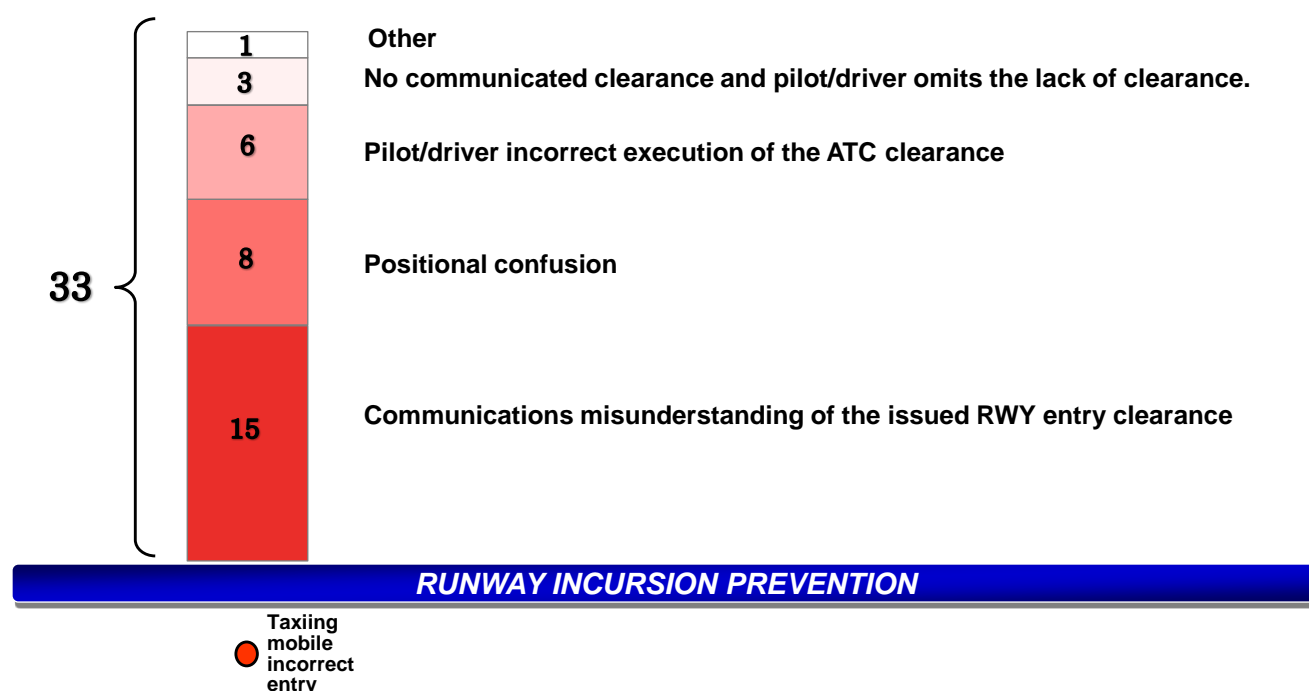 1
Other
3
No communicated clearance and pilot/driver omits the lack of clearance.
6
Pilot/driver incorrect execution of the ATC clearance
33
8
Positional confusion
15
Communications misunderstanding of the issued RWY entry clearance
RUNWAY INCURSION PREVENTION
Taxiing
mobile
incorrect
entry